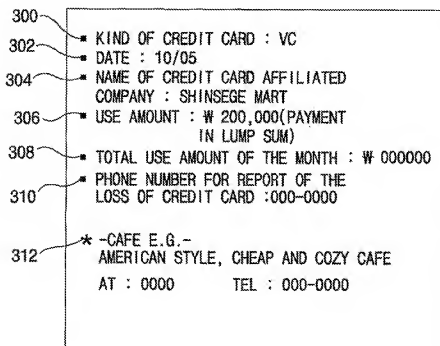 300 ▪ KIND OF CREDIT CARD : VC
302 ▪ DATE : 10/05
304 ▪ NAME OF CREDIT CARD AFFILIATED
COMPANY : SHINSEGE MART
306 ▪ USE AMOUNT : ₩ 200,000(PAYMENT
IN LUMP SUM)
308 ▪ TOTAL USE AMOUNT OF THE MONTH : ₩ 000000
▪ PHONE NUMBER FOR REPORT OF THE
310 LOSS OF CREDIT CARD :000-0000
312 * -CAFE E.G.-
AMERICAN STYLE, CHEAP AND COZY CAFE
AT : 0000 TEL : 000-0000